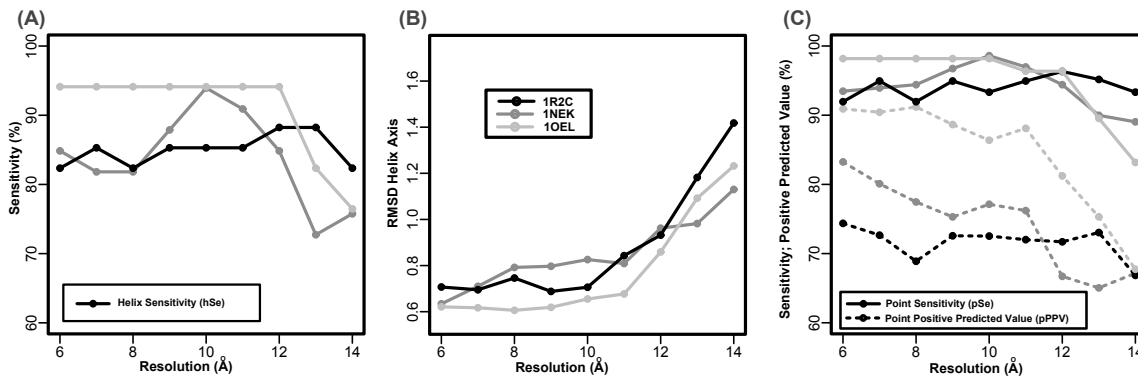 (A)
Sensitivity (%)
100
90
80
70
60
Helix Sensitivity (hSe)
6 8 10 12 14
Resolution (Å)
(B)
RMSD Helix Axis
1.6
1.4
1.2
1.0
0.8
0.6
1R2C
1NEK
1OEL
6 8 10 12 14
Resolution (Å)
(C)
Sensitivity; Positive Predicted Value (%)
100
90
80
70
60
Point Sensitivity (pSe)
Point Positive Predicted Value (pPPV)
6 8 10 12 14
Resolution (Å)